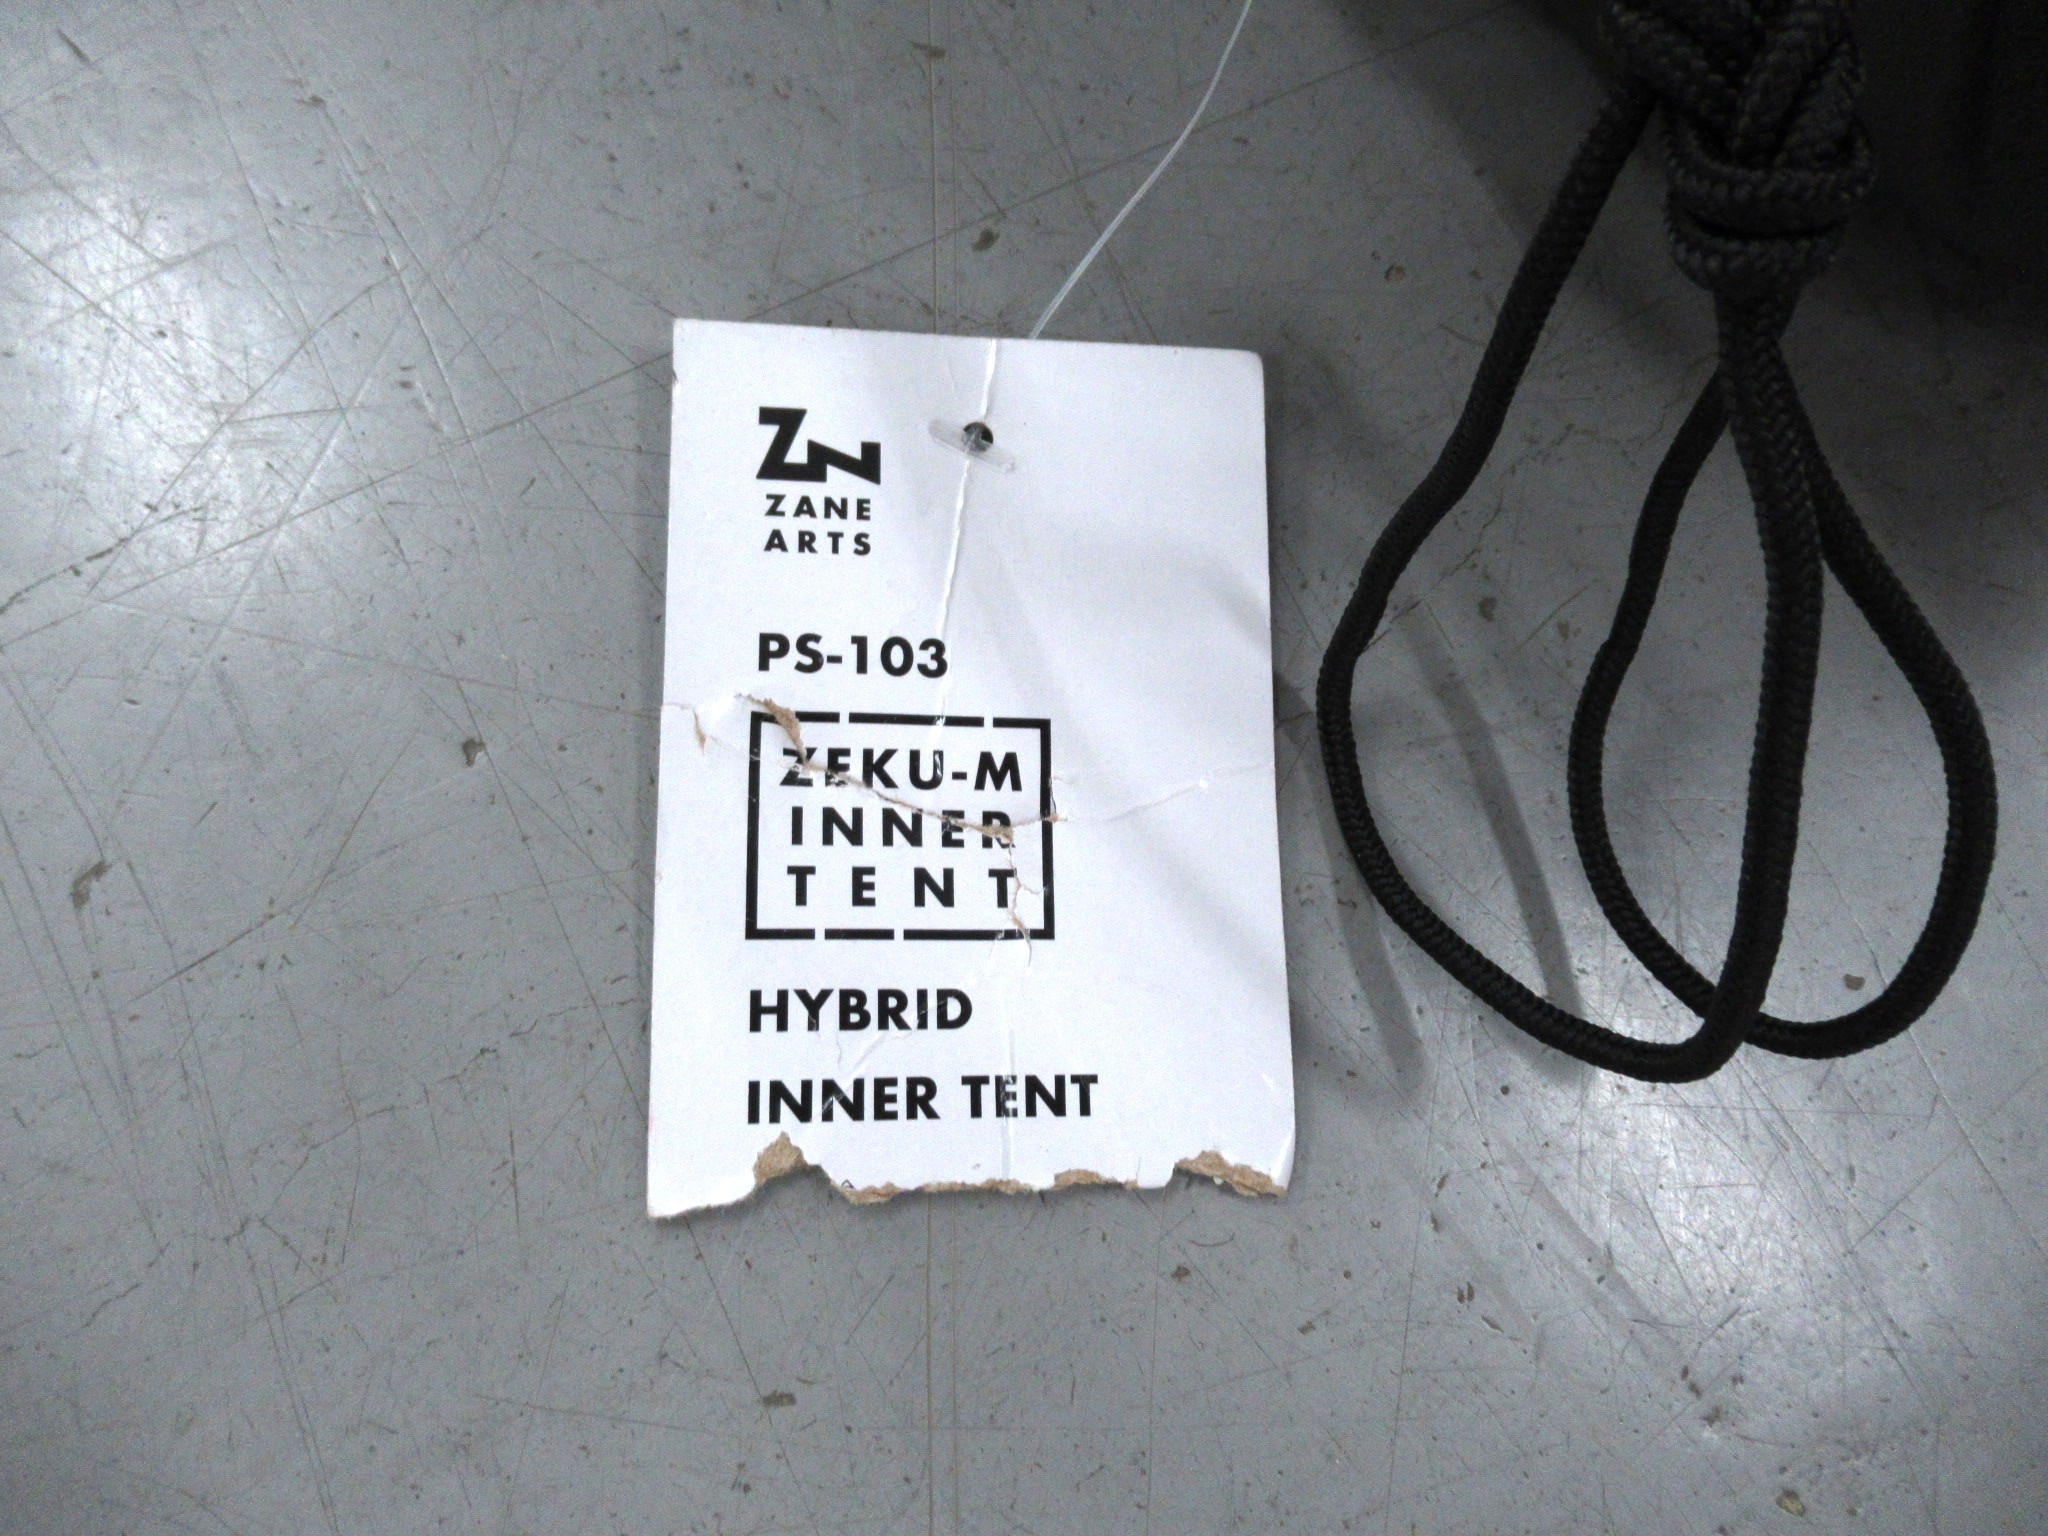 ZN
ZANE
ARTS
PS-103
ZEKU-M
INNER
TENT
HYBRID
INNER TENT